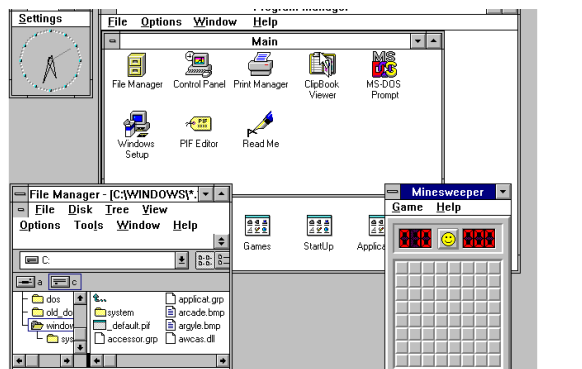 Settings
Program Manager
File Options Window Help
Main
File Manager
Control Panel
Print Manager
ClipBook
Viewer
MS-DOS
Prompt
MS
DOS
Windows
Setup
PIF
PIF Editor
Read Me
Games
StartUp
Applica
File Manager - [C:\WINDOWS\*.
File Disk Tree View
Options Tools Window Help
C:
a
c
dos
old_do
window
sys
system
_default.pif
accessor.grp
applicat.grp
arcade.bmp
argyle.bmp
awcas.dll
Minesweeper
Game Help